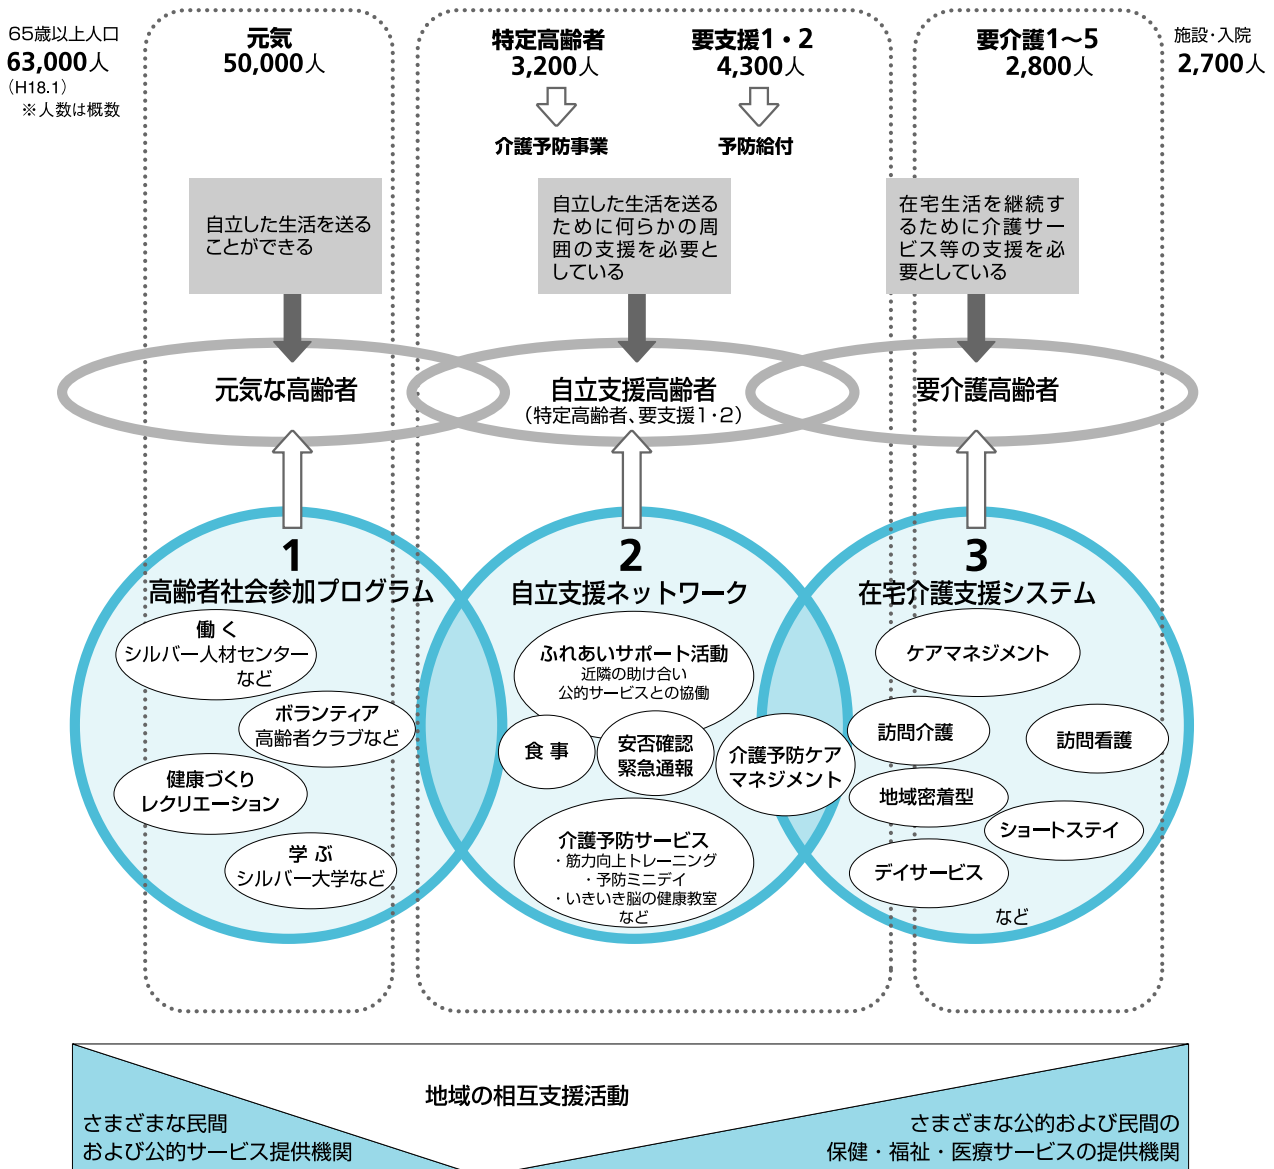 65歳以上人口
63,000人
(H18.1)
※人数は概数
元気
50,000人
特定高齢者
3,200人
介護予防事業
要支援1・2
4,300人
予防給付
要介護1〜5
2,800人
施設・入院
2,700人
自立した生活を送る
ことができる
自立した生活を送る
ために何らかの周
囲の支援を必要と
している
在宅生活を継続す
るために介護サー
ビス等の支援を必
要としている
元気な高齢者
自立支援高齢者
(特定高齢者、要支援1・2)
要介護高齢者
1
高齢者社会参加プログラム
働く
シルバー人材センター
など
ボランティア
高齢者クラブなど
健康づくり
レクリエーション
学ぶ
シルバー大学など
2
自立支援ネットワーク
ふれあいサポート活動
近隣の助け合い
公的サービスとの協働
食事
安否確認
緊急通報
介護予防ケア
マネジメント
介護予防サービス
・筋力向上トレーニング
・予防ミニデイ
・いきいき脳の健康教室
など
3
在宅介護支援システム
ケアマネジメント
訪問介護
訪問看護
地域密着型
ショートステイ
デイサービス
など
地域の相互支援活動
さまざまな民間
および公的サービス提供機関
さまざまな公的および民間の
保健・福祉・医療サービスの提供機関